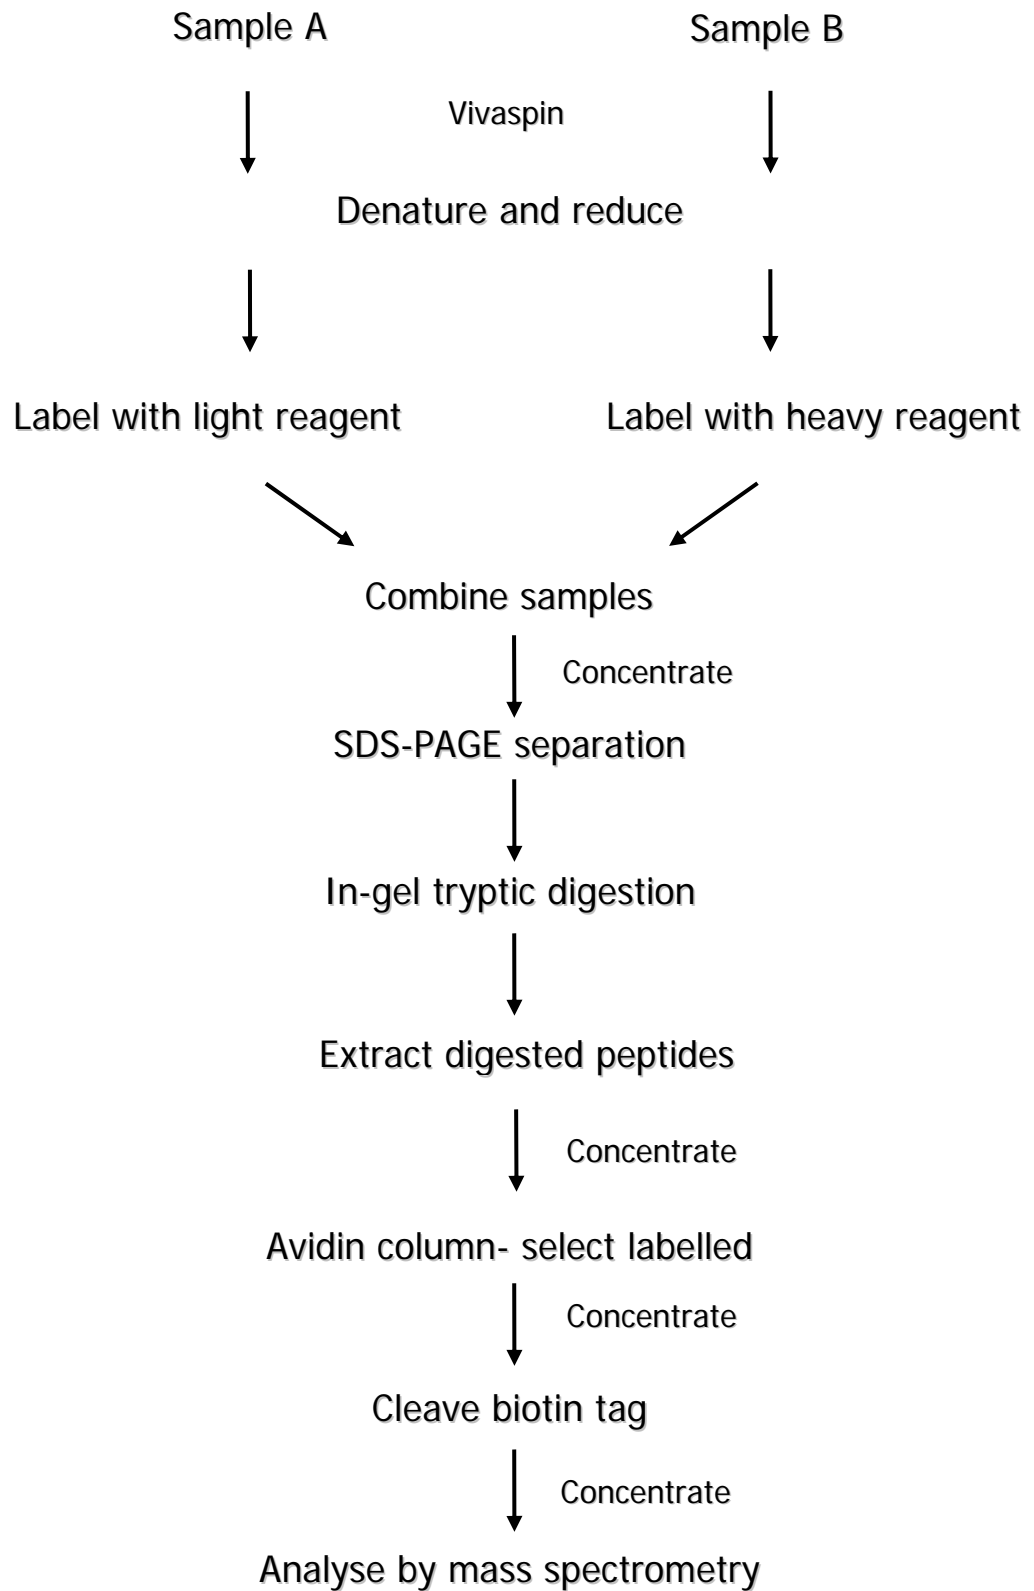 Sample A
Sample B
Vivaspin
Denature and reduce
Label with light reagent
Label with heavy reagent
Combine samples
Concentrate
SDS-PAGE separation
In-gel tryptic digestion
Extract digested peptides
Concentrate
Avidin column- select labelled
Concentrate
Cleave biotin tag
Concentrate
Analyse by mass spectrometry